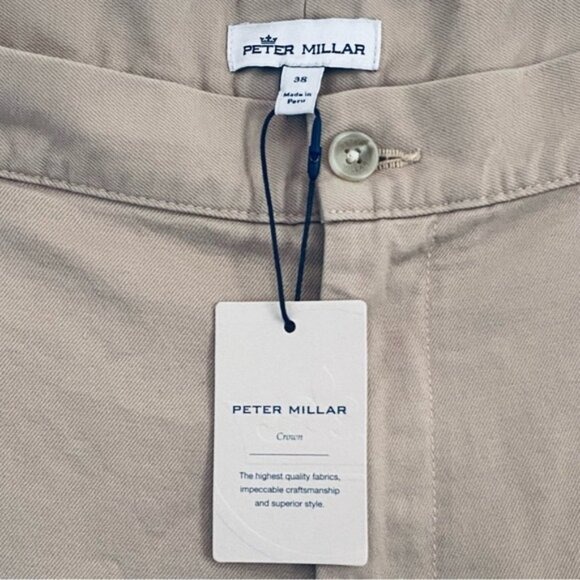 PETER MILLAR
38
Made in
Peru
PETER MILLAR
Crown
The highest quality fabrics,
impeccable craftsmanship
and superior style.